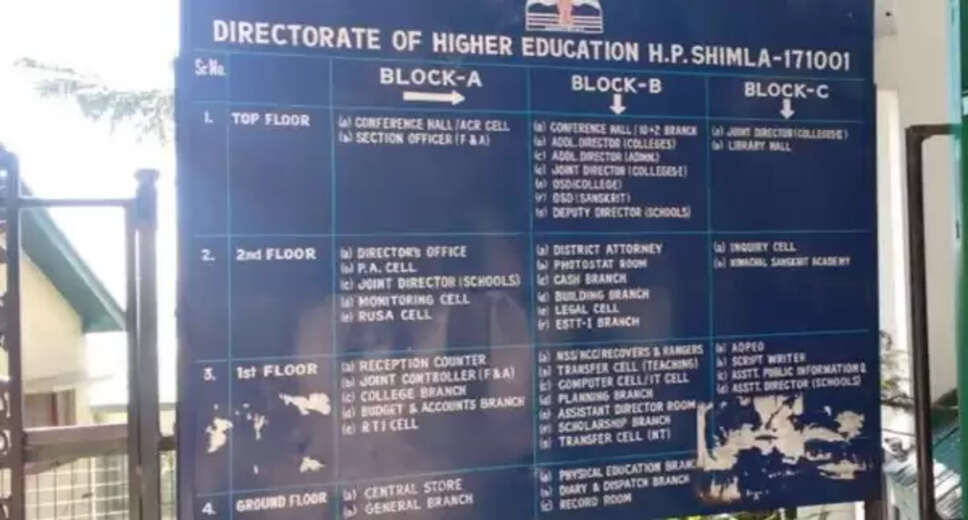 DIRECTORATE OF HIGHER EDUCATION H.P. SHIMLA-171001
Sr.No. BLOCK-A BLOCK-B BLOCK-C
1. TOP FLOOR
(a) CONFERENCE HALL/ACR CELL
(b) SECTION OFFICER (F & A)
(a) CONFERENCE HALL/10+2 BRANCH
(b) ADDL.DIRECTOR (COLLEGES)
(c) ADDL.DIRECTOR (ADMN.)
(d) JOINT DIRECTOR (COLLEGES-I)
(e) OSD(COLLEGE)
(f) OSD (SANSKRIT)
(g) DEPUTY DIRECTOR (SCHOOLS)
(a) JOINT DIRECTOR (COLLEGES-II)
(b) LIBRARY HALL
2. 2nd FLOOR
(a) DIRECTOR'S OFFICE
(b) P.A. CELL
(c) JOINT DIRECTOR (SCHOOLS)
(d) MONITORING CELL
(e) RUSA CELL
(a) DISTRICT ATTORNEY
(b) PHOTOSTAT ROOM
(c) CASH BRANCH
(d) BUILDING BRANCH
(e) LEGAL CELL
(f) ESTT-I BRANCH
(a) INQUIRY CELL
(b) HIMACHAL SANSKRIT ACADEMY
3. 1st FLOOR
(a) RECEPTION COUNTER
(b) JOINT CONTROLLER (F & A)
(c) COLLEGE BRANCH
(d) BUDGET & ACCOUNTS BRANCH
(e) RTI CELL
(a) NSS/NCC/RECOVERS & RANGERS
(b) TRANSFER CELL (TEACHING)
(c) COMPUTER CELL/IT CELL
(d) PLANNING BRANCH
(e) ASSISTANT DIRECTOR ROOM
(f) SCHOLARSHIP BRANCH
(g) TRANSFER CELL (NT)
(a) ADPEO
(b) SCRIPT WRITER
(c) ASSTT. PUBLIC INFORMATION O
(d) ASSTT. DIRECTOR (SCHOOLS)
4. GROUND FLOOR
(a) CENTRAL STORE
(b) GENERAL BRANCH
(a) PHYSICAL EDUCATION BRAN
(b) DIARY & DISPATCH BRANCH
(c) RECORD ROOM